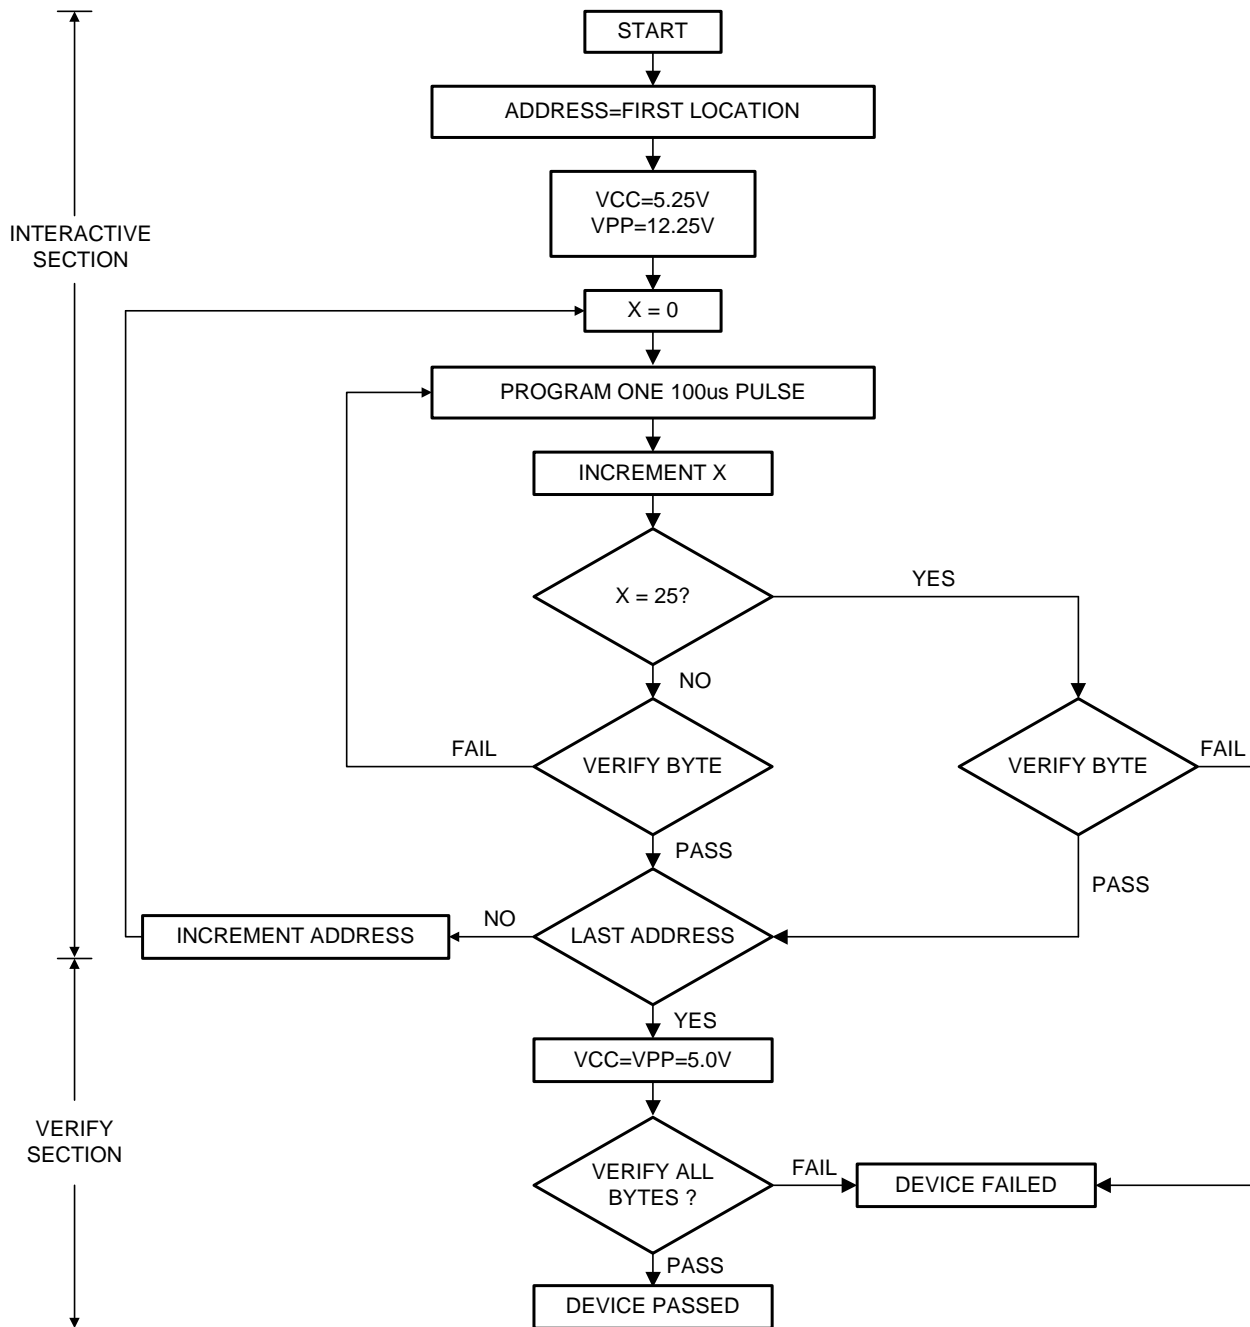 START
ADDRESS=FIRST LOCATION
VCC=5.25V
VPP=12.25V
INTERACTIVE
SECTION
X = 0
PROGRAM ONE 100us PULSE
INCREMENT X
X = 25?
YES
NO
FAIL
VERIFY BYTE
VERIFY BYTE
FAIL
PASS
PASS
INCREMENT ADDRESS
NO
LAST ADDRESS
YES
VCC=VPP=5.0V
VERIFY
SECTION
VERIFY ALL
BYTES ?
FAIL
DEVICE FAILED
PASS
DEVICE PASSED